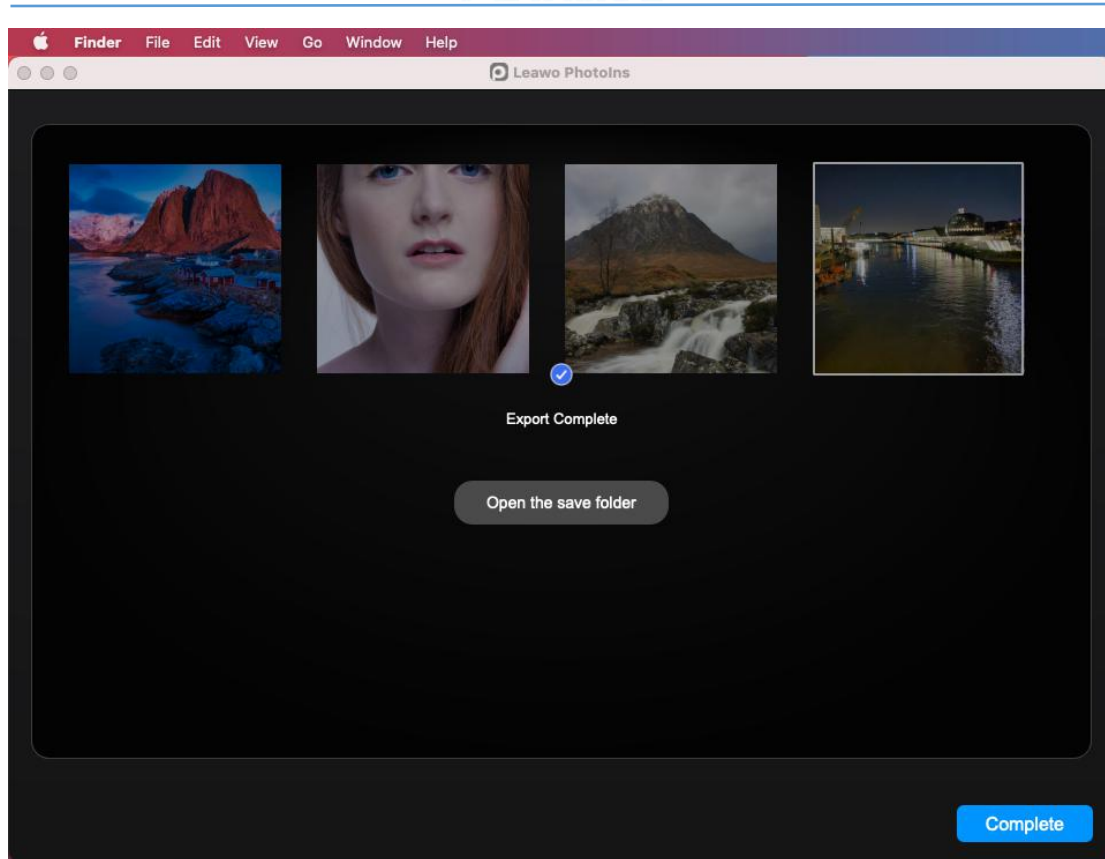 Finder File Edit View Go Window Help
Leawo PhotoIns
Export Complete
Open the save folder
Complete